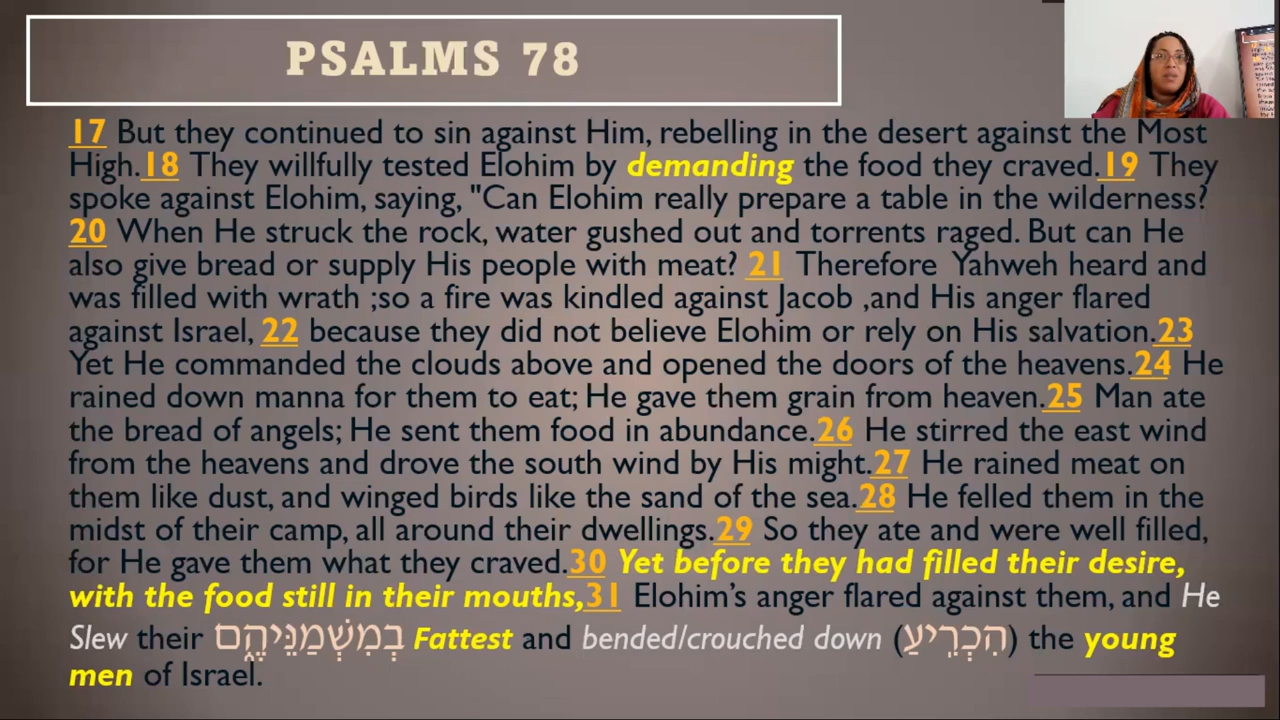 PSALMS 78
17 But they continued to sin against Him, rebelling in the desert against the Most
High.18 They willfully tested Elohim by demanding the food they craved.19 They
spoke against Elohim, saying, "Can Elohim really prepare a table in the wilderness?
20 When He struck the rock, water gushed out and torrents raged. But can He
also give bread or supply His people with meat? 21 Therefore Yahweh heard and
was filled with wrath ;so a fire was kindled against Jacob ,and His anger flared
against Israel, 22 because they did not believe Elohim or rely on His salvation.23
Yet He commanded the clouds above and opened the doors of the heavens.24 He
rained down manna for them to eat; He gave them grain from heaven.25 Man ate
the bread of angels; He sent them food in abundance.26 He stirred the east wind
from the heavens and drove the south wind by His might.27 He rained meat on
them like dust, and winged birds like the sand of the sea.28 He felled them in the
midst of their camp, all around their dwellings.29 So they ate and were well filled,
for He gave them what they craved.30 Yet before they had filled their desire,
with the food still in their mouths,31 Elohim’s anger flared against them, and He
Slew their בְּמִשְׁמַנֵּיהֶ֑ם Fattest and bended/crouched down (הִכְרִֽיעַ) the young
men of Israel.